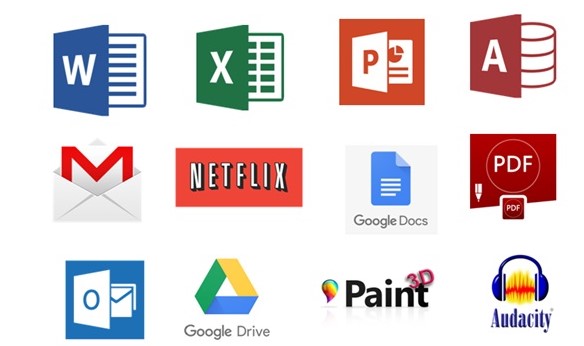 W
X
P
A
M
NETFLIX
Google Docs
PDF
PDF
O
Google Drive
Paint 3D
Audacity